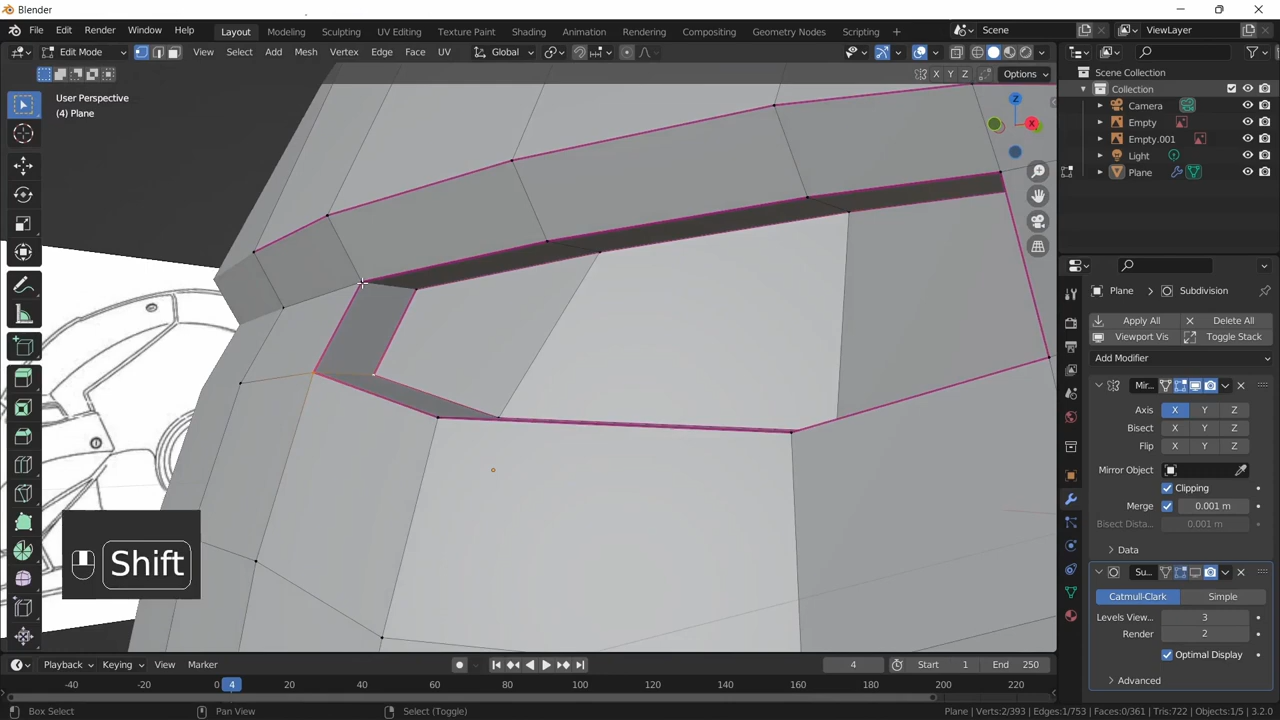 Blender
File Edit Render Window Help
Layout Modeling Sculpting UV Editing Texture Paint Shading Animation Rendering Compositing Geometry Nodes Scripting +
Scene
ViewLayer
Edit Mode
View Select Add Mesh Vertex Edge Face UV
Global
X Y Z
Options
User Perspective
(4) Plane
Z
X
Scene Collection
Collection
Camera
Empty
Empty.001
Light
Plane
Plane > Subdivision
Apply All
Delete All
Viewport Vis
Toggle Stack
Add Modifier
Mir...
Axis X Y Z
Bisect X Y Z
Flip X Y Z
Mirror Object
Clipping
Merge 0.001 m
Bisect Dista... 0.001 m
Data
Su...
Catmull-Clark Simple
Levels View... 3
Render 2
Optimal Display
Advanced
Shift
Playback Keying View Marker
4
Start 1
End 250
-40 -20 0 4 20 40 60 80 100 120 140 160 180 200 220
Box Select
Pan View
Select (Toggle)
Plane | Verts:2/393 | Edges:1/753 | Faces:0/361 | Tris:722 | Objects:1/5 | 3.2.0